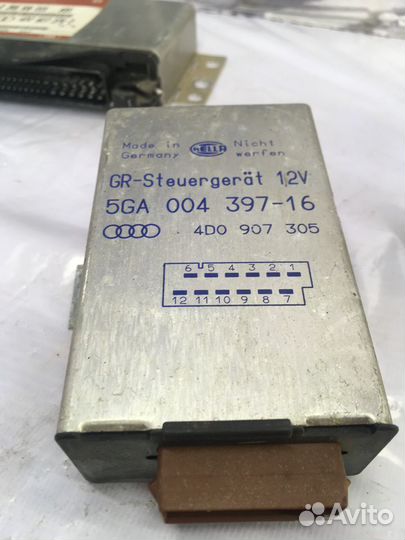 Made in Germany
HELLA
Nicht werfen
GR-Steuergerät 12V
5GA 004 397-16
4D0 907 305
6 5 4 3 2 1
12 11 10 9 8 7
Avito